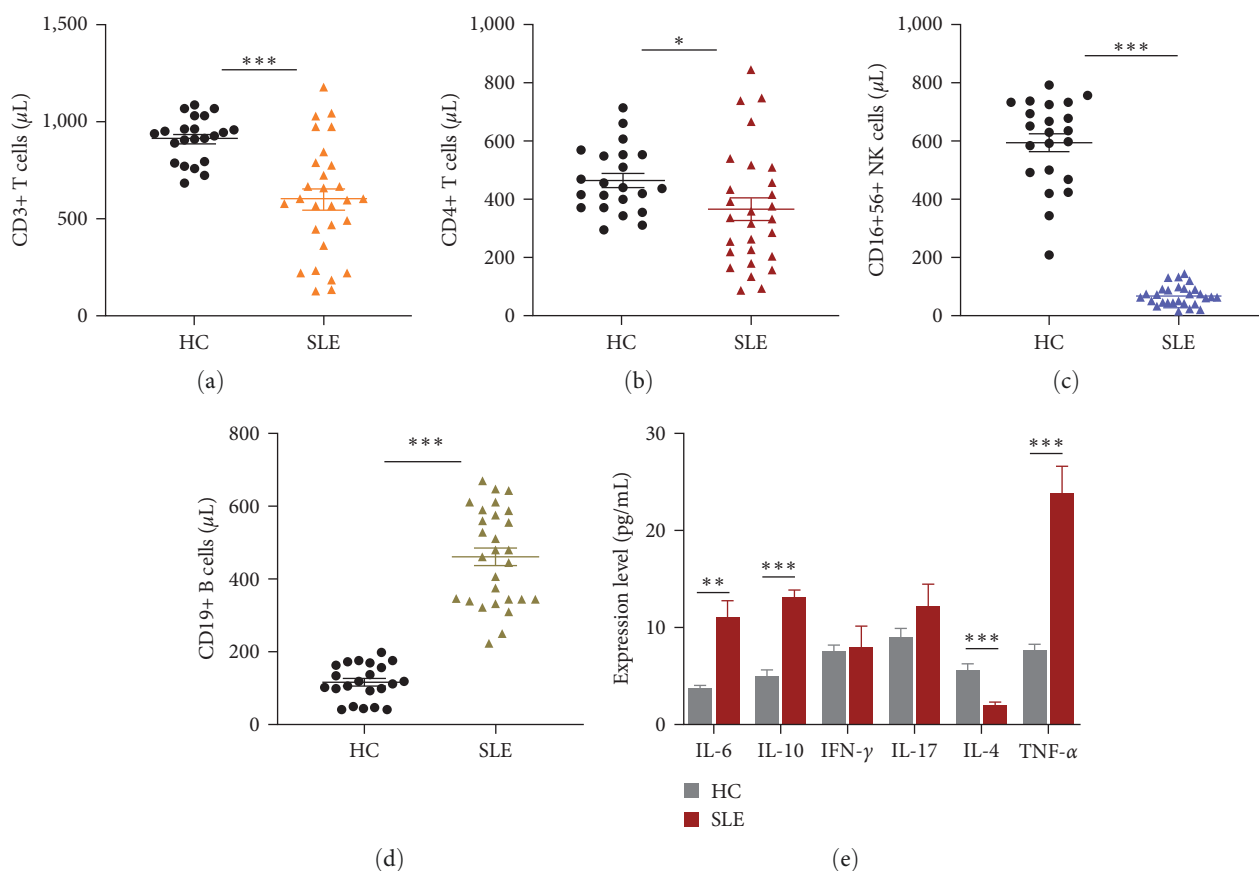 CD3+ T cells (μL)
1,500
1,000
500
0
***
HC
SLE
(a)
CD4+ T cells (μL)
1,000
800
600
400
200
0
*
HC
SLE
(b)
CD16+56+ NK cells (μL)
1,000
800
600
400
200
0
***
HC
SLE
(c)
CD19+ B cells (μL)
800
600
400
200
0
***
HC
SLE
(d)
Expression level (pg/mL)
30
20
10
0
**
***
***
***
IL-6
IL-10
IFN-γ
IL-17
IL-4
TNF-α
HC
SLE
(e)